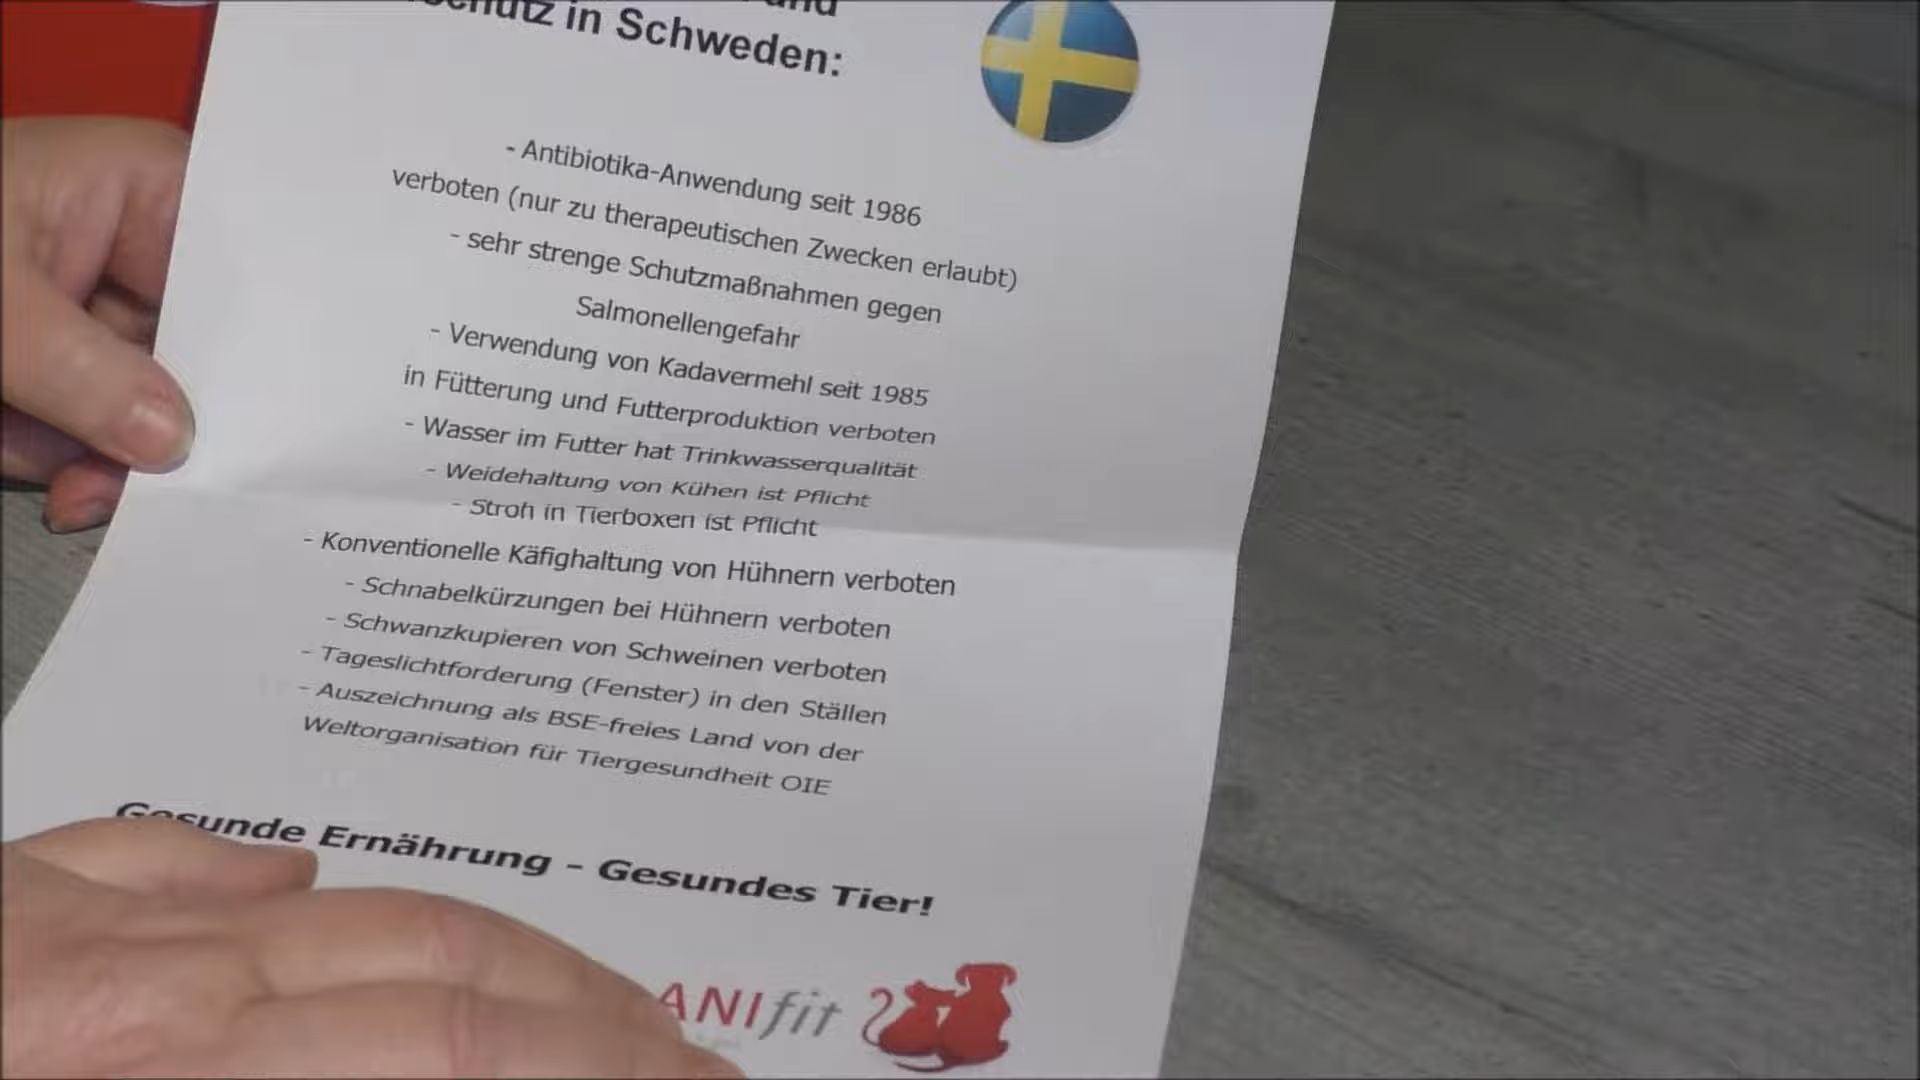 und
schutz in Schweden:
- Antibiotika-Anwendung seit 1986
verboten (nur zu therapeutischen Zwecken erlaubt)
- sehr strenge Schutzmaßnahmen gegen
Salmonellengefahr
- Verwendung von Kadavermehl seit 1985
in Fütterung und Futterproduktion verboten
- Wasser im Futter hat Trinkwasserqualität
- Weidehaltung von Kühen ist Pflicht
- Stroh in Tierboxen ist Pflicht
- Konventionelle Käfighaltung von Hühnern verboten
- Schnabelkürzungen bei Hühnern verboten
- Schwanzkupieren von Schweinen verboten
- Tageslichtforderung (Fenster) in den Ställen
- Auszeichnung als BSE-freies Land von der
Weltorganisation für Tiergesundheit OIE
Gesunde Ernährung - Gesundes Tier!
ANIfit